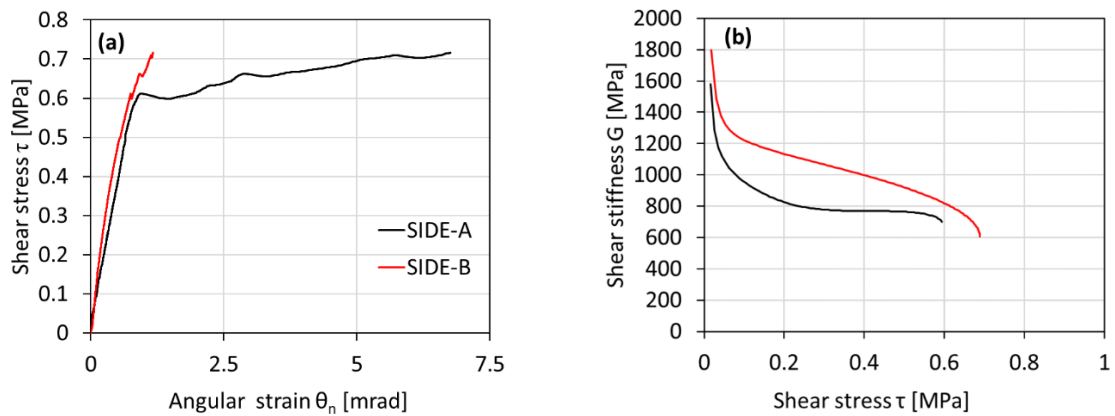 (a)
Shear stress τ [MPa]
0.8
0.7
0.6
0.5
0.4
0.3
0.2
0.1
0
SIDE-A
SIDE-B
0 2.5 5 7.5
Angular strain θn [mrad]
(b)
Shear stiffness G [MPa]
2000
1800
1600
1400
1200
1000
800
600
400
200
0
0 0.2 0.4 0.6 0.8 1
Shear stress τ [MPa]